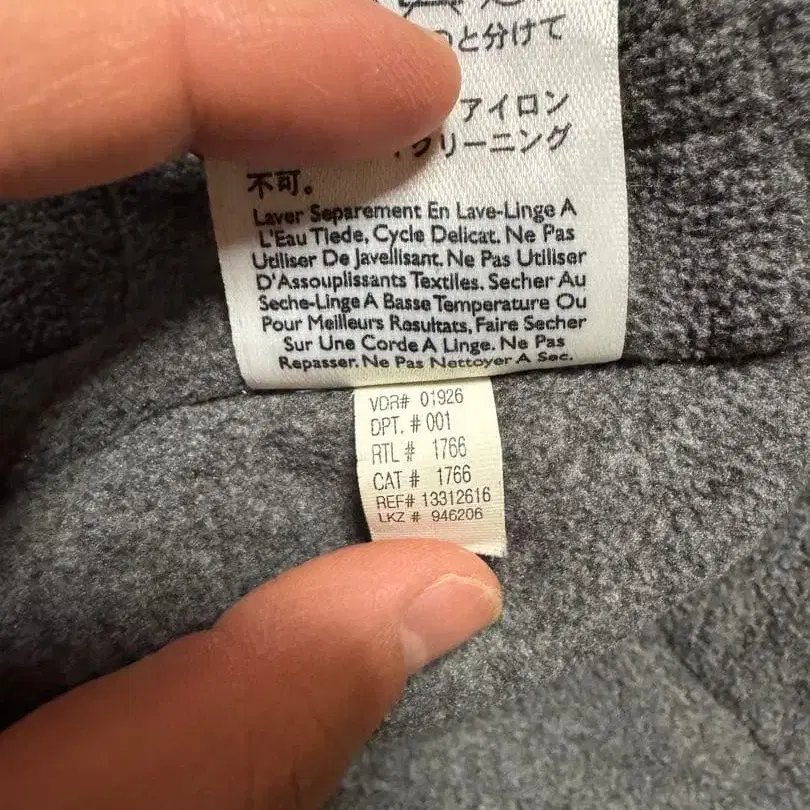 と分けて
アイロン
リーニング
不可。
Laver Separement En Lave-Linge A
L'Eau Tiede, Cycle Delicat. Ne Pas
Utiliser De Javellisant. Ne Pas Utiliser
D'Assouplissants Textiles. Secher Au
Seche-Linge A Basse Temperature Ou
Pour Meilleurs Resultats, Faire Secher
Sur Une Corde A Linge. Ne Pas
Repasser. Ne Pas Nettoyer A Sec.
VDR# 01926
DPT. # 001
RTL # 1766
CAT # 1766
REF# 13312616
LKZ # 946206